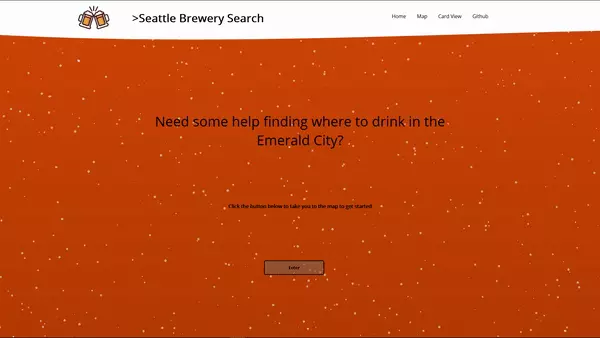 >Seattle Brewery Search
Home Map Card View Github
Need some help finding where to drink in the
Emerald City?
Click the button below to take you to the map to get started
Enter